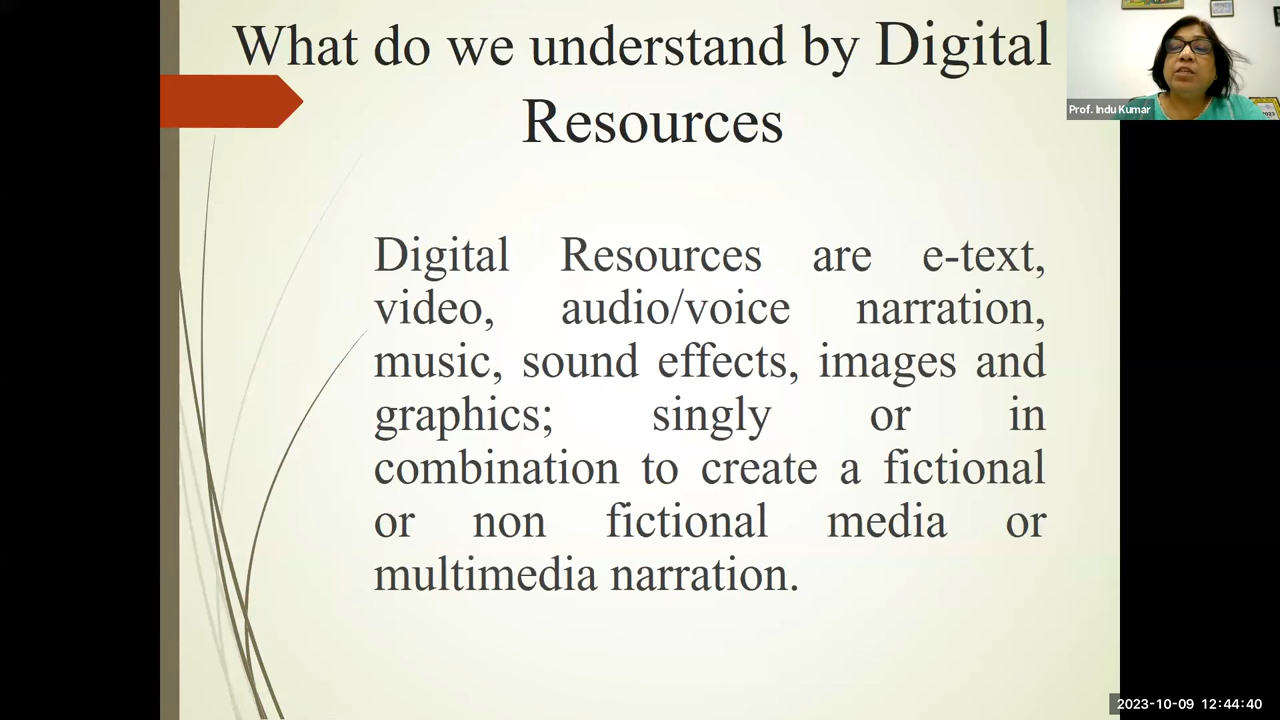 What do we understand by Digital
Resources
Prof. Indu Kumar
Digital Resources are e-text,
video, audio/voice narration,
music, sound effects, images and
graphics; singly or in
combination to create a fictional
or non fictional media or
multimedia narration.
2023-10-09 12:44:40